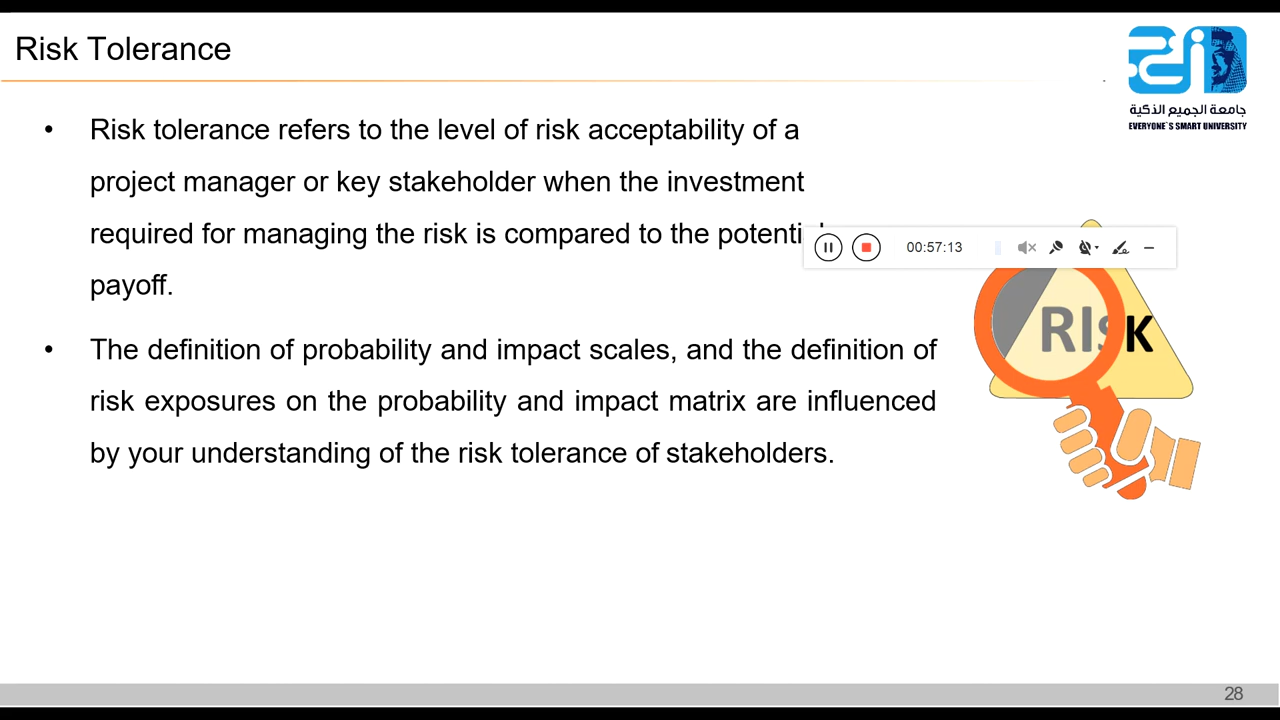 Risk Tolerance
جامعة الجميع الذكية
EVERYONE'S SMART UNIVERSITY
• Risk tolerance refers to the level of risk acceptability of a
project manager or key stakeholder when the investment
required for managing the risk is compared to the potential
payoff.
00:57:13
RISK
• The definition of probability and impact scales, and the definition of
risk exposures on the probability and impact matrix are influenced
by your understanding of the risk tolerance of stakeholders.
28